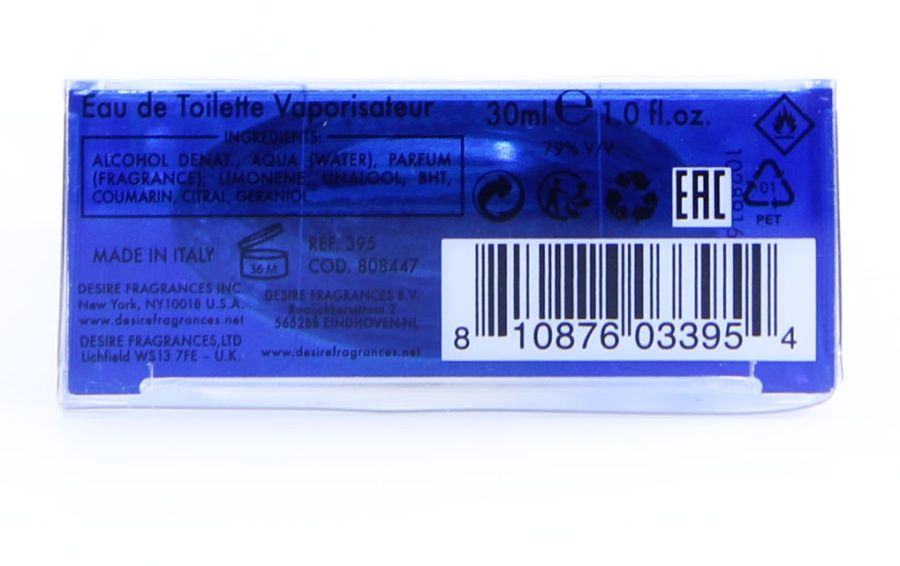 Eau de Toilette Vaporisateur
30ml e 1.0 fl.oz.
79% V/V
INGREDIENTS:
ALCOHOL DENAT., AQUA (WATER), PARFUM
(FRAGRANCE), LIMONENE, LINALOOL, BHT,
COUMARIN, CITRAL, GERANIOL
EAC
01
PET
MADE IN ITALY
36 M
REF. 395
COD. 808447
DESIRE FRAGRANCES INC.
New York, NY10018 U.S.A.
www.desirefragrances.net
DESIRE FRAGRANCES,LTD
Lichfield WS13 7FE - U.K.
DESIRE FRAGRANCES B.V.
Raaijakkerstraat 2
5652BB EINDHOVEN-NL
www.desirefragrances.net
8 10876 03395 4